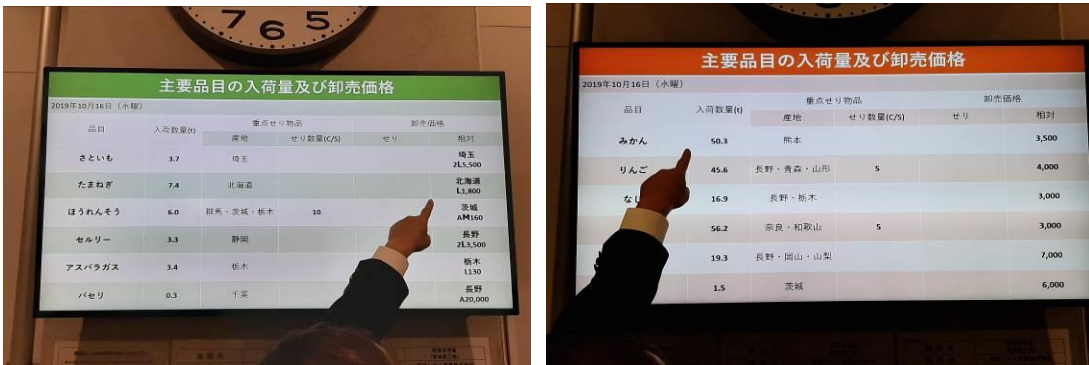 7 6 5
主要品目の入荷量及び卸売価格
2019年10月16日（水曜）
品目 入荷数量(t) 重点せり物品 卸売価格
産地 せり数量(C/S) せり 相対
さといも 3.7 埼玉 埼玉
2L5,500
たまねぎ 7.4 北海道 北海道
L1,800
ほうれんそう 6.0 群馬・茨城・栃木 10 茨城
AM160
セルリー 3.3 静岡 長野
2L3,500
アスパラガス 3.4 栃木 栃木
L130
パセリ 0.3 千葉 長野
A20,000
6 5
主要品目の入荷量及び卸売価格
2019年10月16日（水曜）
品目 入荷数量(t) 重点せり物品 卸売価格
産地 せり数量(C/S) せり 相対
みかん 50.3 熊本 3,500
りんご 45.6 長野・青森・山形 5 4,000
なし 16.9 長野・栃木 3,000
56.2 奈良・和歌山 5 3,000
19.3 長野・岡山・山梨 7,000
1.5 茨城 6,000